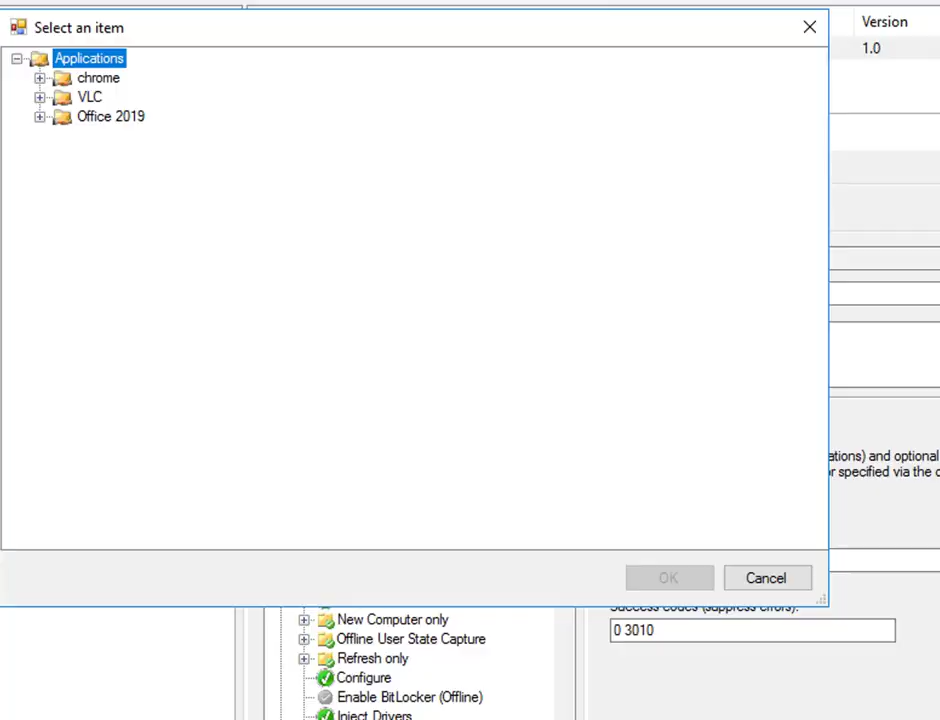 Select an item
Version
1.0
Applications
chrome
VLC
Office 2019
ations) and optional
r specified via the
OK
Cancel
Success codes (suppress errors):
0 3010
New Computer only
Offline User State Capture
Refresh only
Configure
Enable BitLocker (Offline)
Inject Drivers